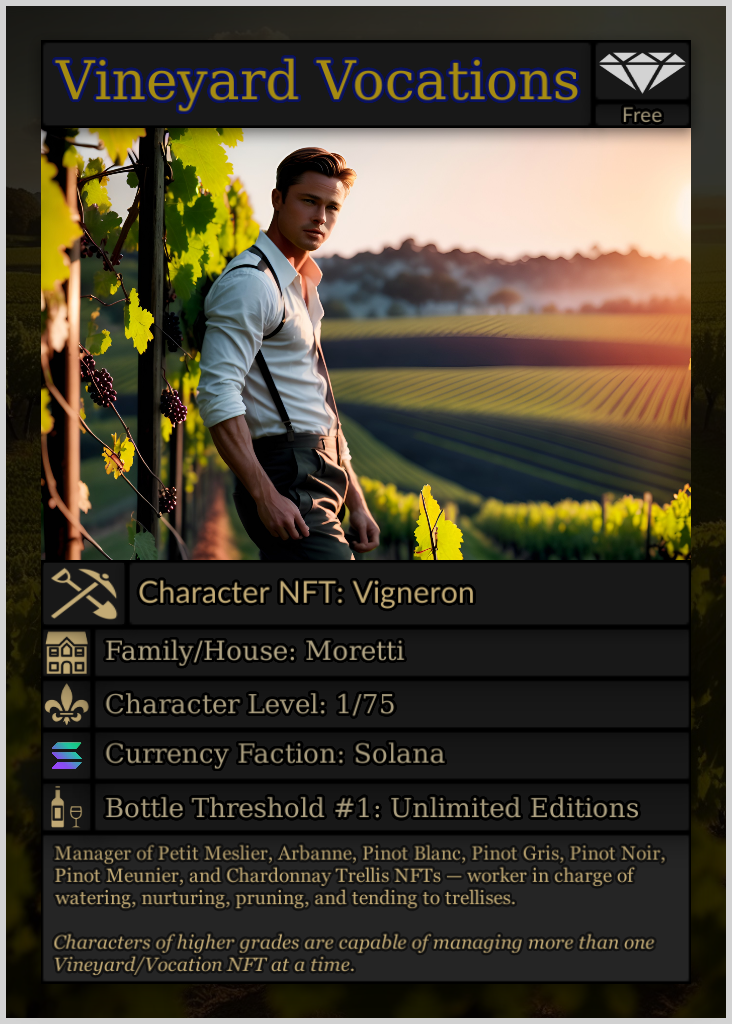 Vineyard Vocations
Free
Character NFT: Vigneron
Family/House: Moretti
Character Level: 1/75
Currency Faction: Solana
Bottle Threshold #1: Unlimited Editions
Manager of Petit Meslier, Arbanne, Pinot Blanc, Pinot Gris, Pinot Noir,
Pinot Meunier, and Chardonnay Trellis NFTs — worker in charge of
watering, nurturing, pruning, and tending to trellises.
Characters of higher grades are capable of managing more than one
Vineyard/Vocation NFT at a time.